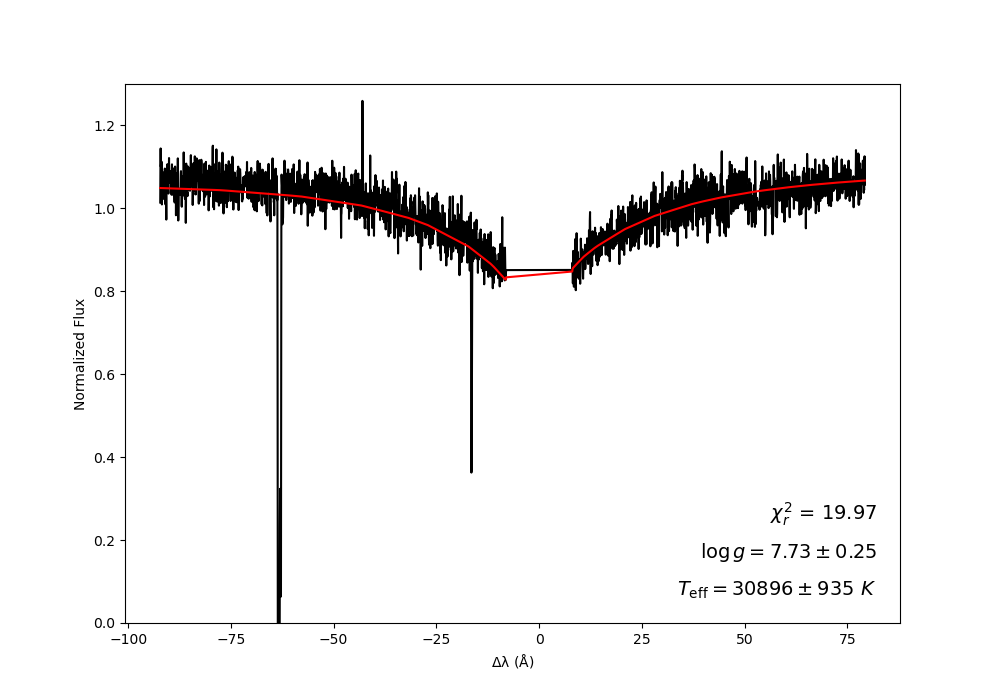 1.2
1.0
0.8
0.6
0.4
0.2
0.0
Normalized Flux
χ²ᵣ = 19.97
log g = 7.73 ± 0.25
T_eff = 30896 ± 935 K
−100 −75 −50 −25 0 25 50 75
Δλ (Å)